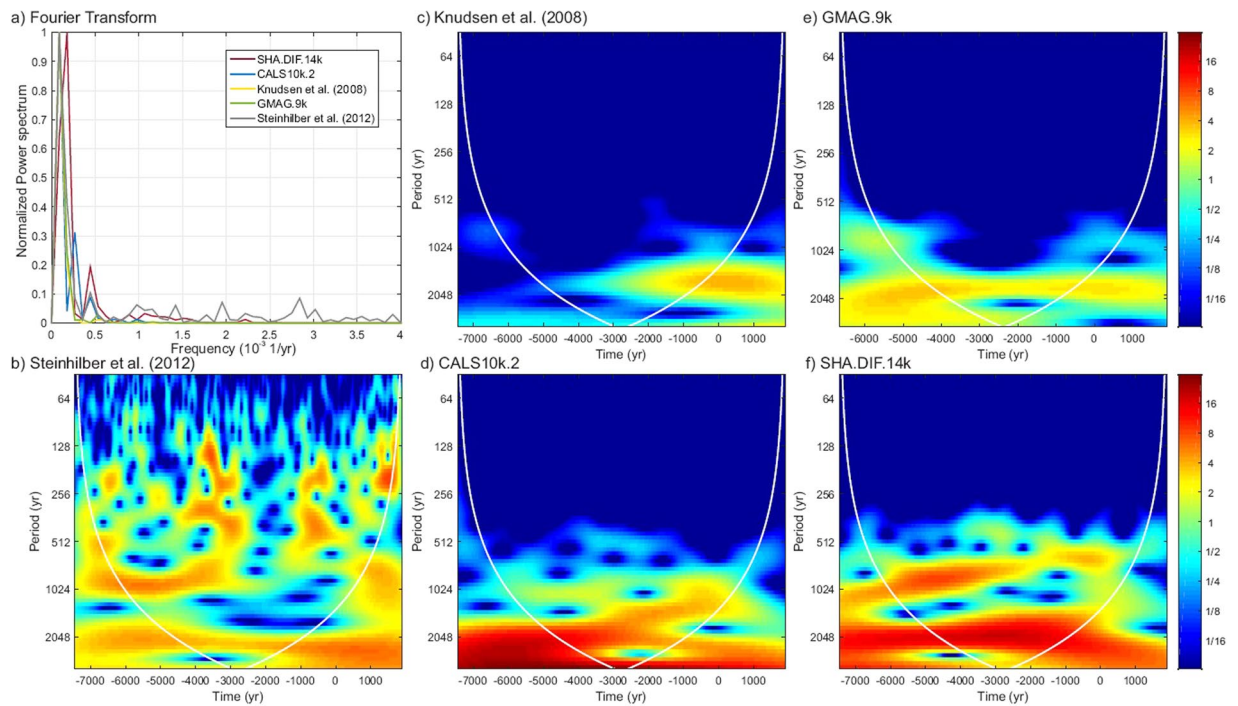 a) Fourier Transform
Normalized Power spectrum
1
0.9
0.8
0.7
0.6
0.5
0.4
0.3
0.2
0.1
0
0 0.5 1 1.5 2 2.5 3 3.5 4
Frequency (10-3 1/yr)
SHA.DIF.14k
CALS10k.2
Knudsen et al. (2008)
GMAG.9k
Steinhilber et al. (2012)
c) Knudsen et al. (2008)
Period (yr)
64
128
256
512
1024
2048
-7000 -6000 -5000 -4000 -3000 -2000 -1000 0 1000
Time (yr)
e) GMAG.9k
Period (yr)
64
128
256
512
1024
2048
-7000 -6000 -5000 -4000 -3000 -2000 -1000 0 1000
Time (yr)
16
8
4
2
1
1/2
1/4
1/8
1/16
b) Steinhilber et al. (2012)
Period (yr)
64
128
256
512
1024
2048
-7000 -6000 -5000 -4000 -3000 -2000 -1000 0 1000
Time (yr)
d) CALS10k.2
Period (yr)
64
128
256
512
1024
2048
-7000 -6000 -5000 -4000 -3000 -2000 -1000 0 1000
Time (yr)
f) SHA.DIF.14k
Period (yr)
64
128
256
512
1024
2048
-7000 -6000 -5000 -4000 -3000 -2000 -1000 0 1000
Time (yr)
16
8
4
2
1
1/2
1/4
1/8
1/16